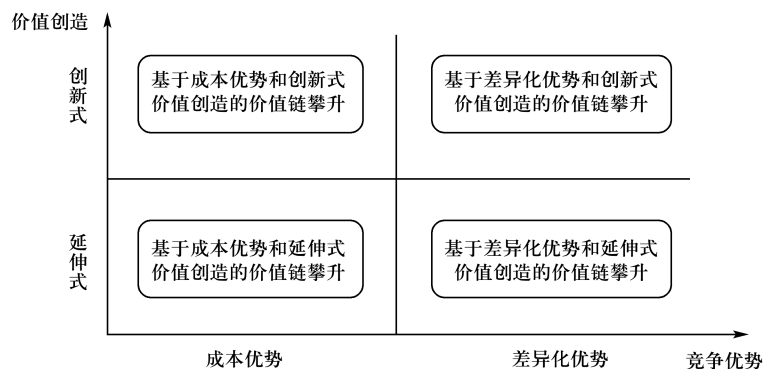 价值创造
创新式
基于成本优势和创新式
价值创造的价值链攀升
基于差异化优势和创新式
价值创造的价值链攀升
延伸式
基于成本优势和延伸式
价值创造的价值链攀升
基于差异化优势和延伸式
价值创造的价值链攀升
成本优势
差异化优势
竞争优势